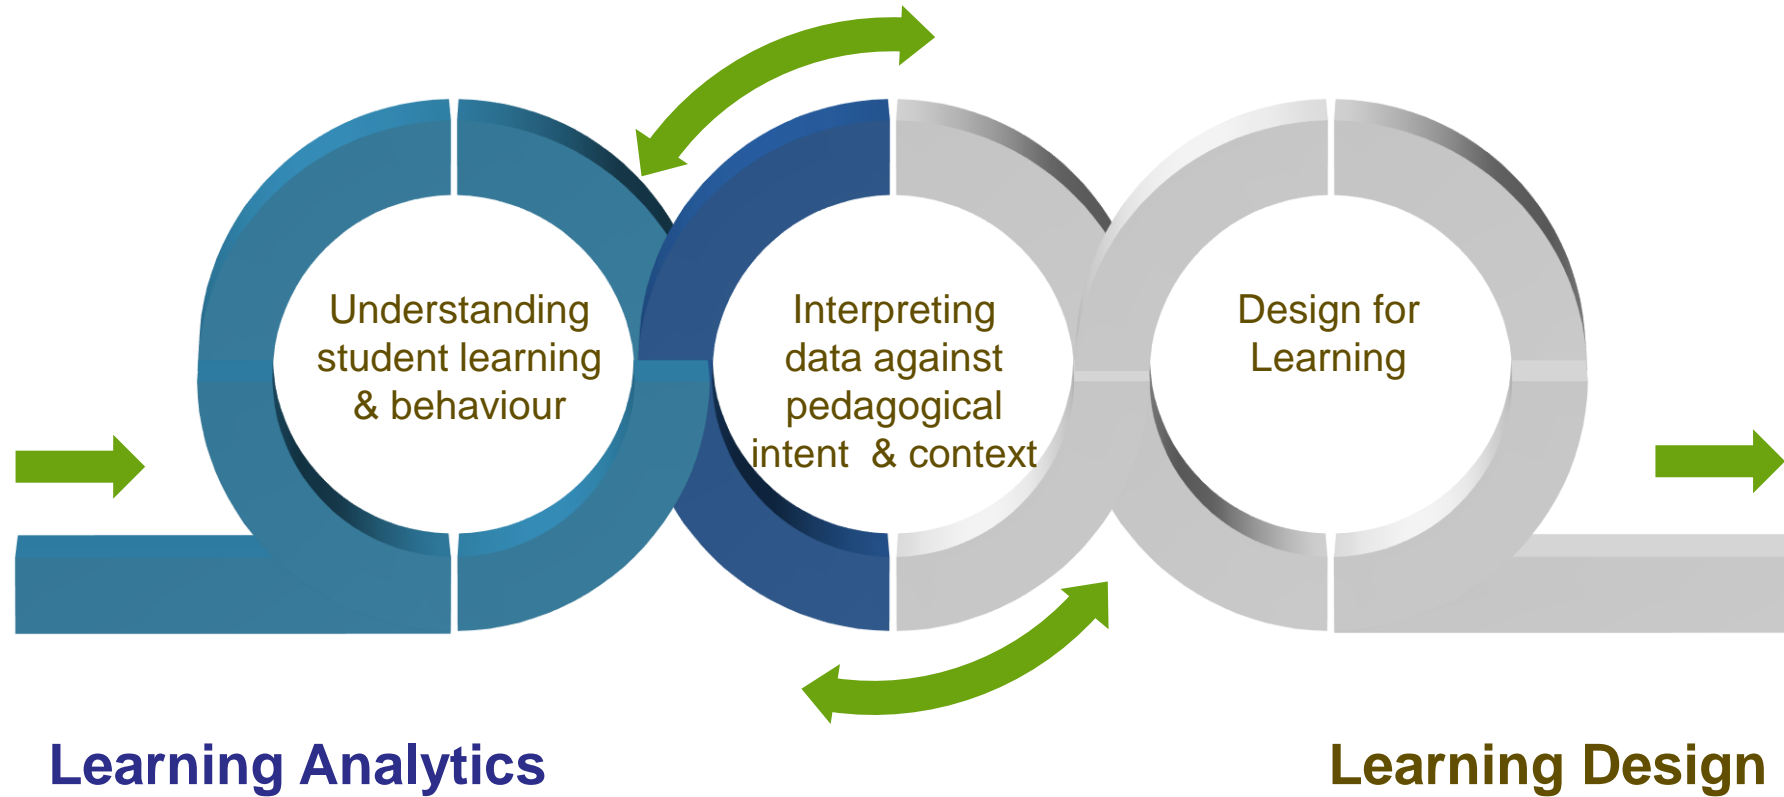 Understanding
student learning
& behaviour
Interpreting
data against
pedagogical
intent  & context
Design for
Learning
Learning Analytics
Learning Design